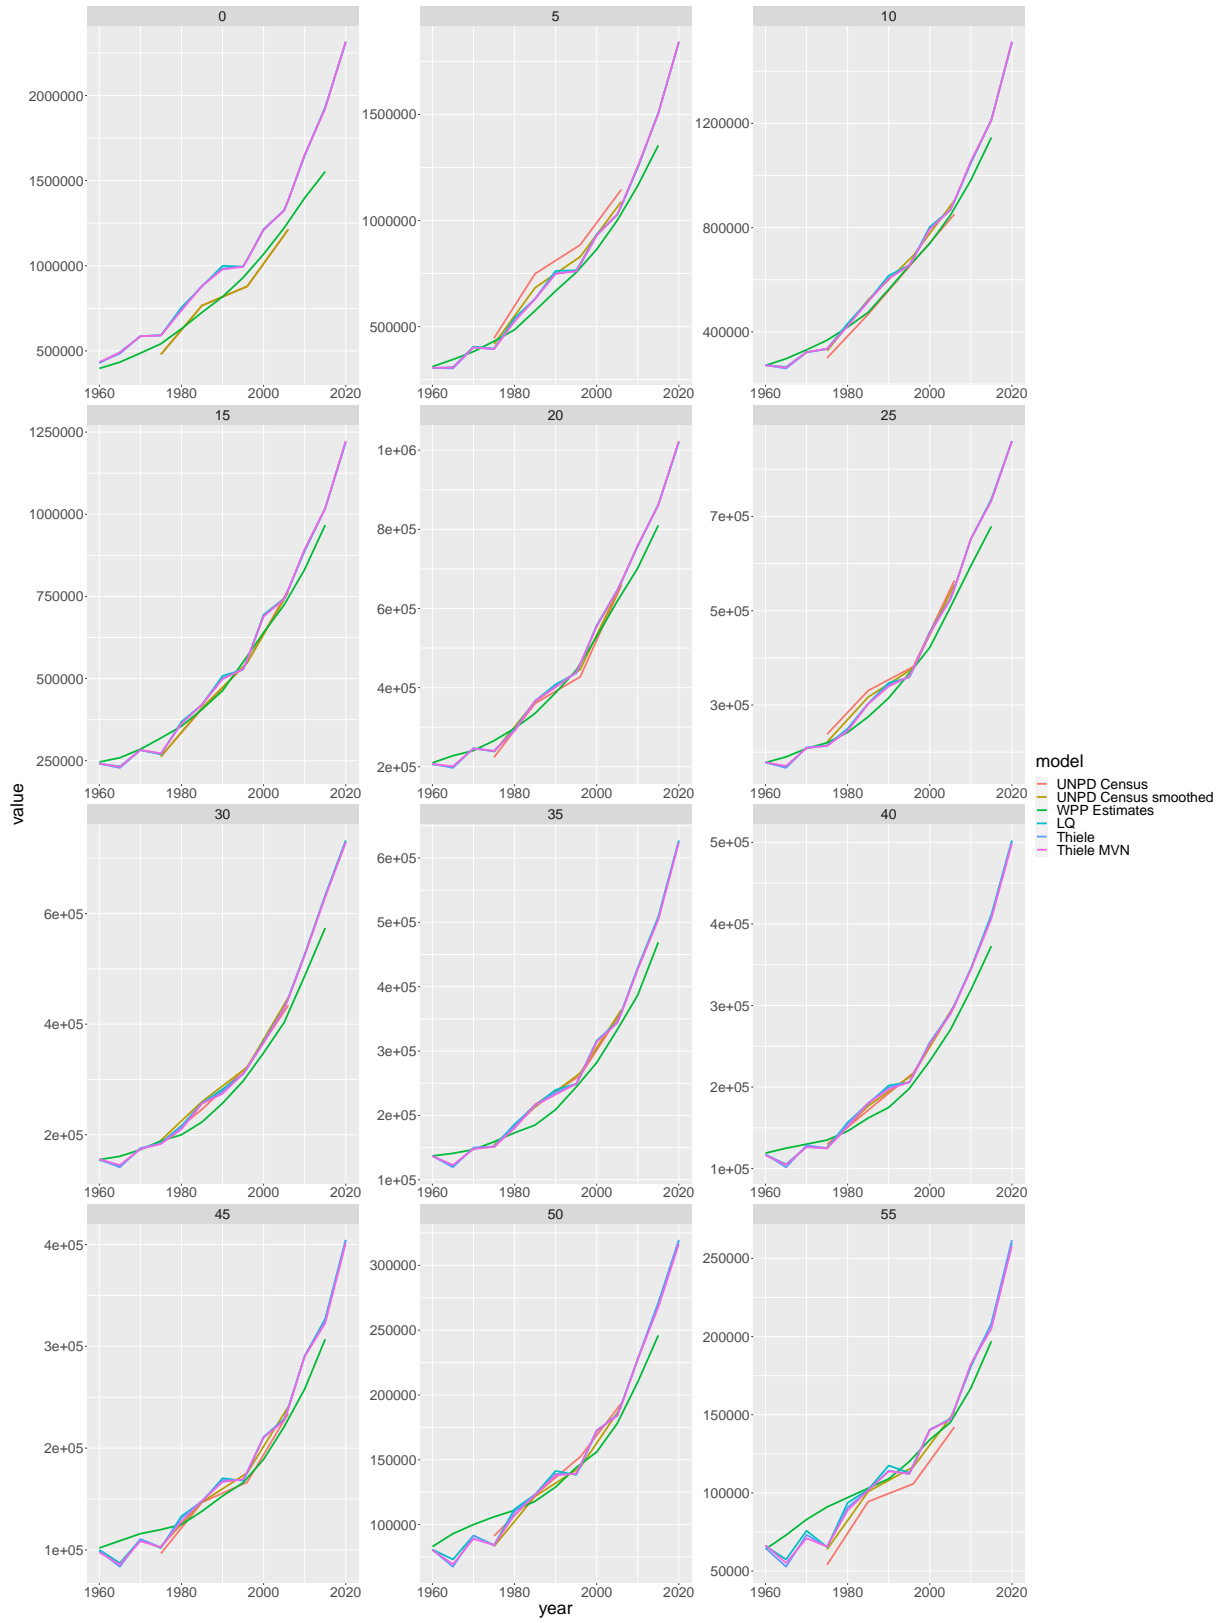 0 5 10
2000000
1500000
1000000
500000
1500000
1000000
500000
1200000
800000
400000
1960 1980 2000 2020 1960 1980 2000 2020 1960 1980 2000 2020
15 20 25
1250000
1000000
750000
500000
250000
1e+06
8e+05
6e+05
4e+05
2e+05
7e+05
5e+05
3e+05
1960 1980 2000 2020 1960 1980 2000 2020 1960 1980 2000 2020
30 35 40
6e+05
4e+05
2e+05
6e+05
5e+05
4e+05
3e+05
2e+05
1e+05
5e+05
4e+05
3e+05
2e+05
1e+05
1960 1980 2000 2020 1960 1980 2000 2020 1960 1980 2000 2020
45 50 55
4e+05
3e+05
2e+05
1e+05
300000
250000
200000
150000
100000
250000
200000
150000
100000
50000
1960 1980 2000 2020 1960 1980 2000 2020 1960 1980 2000 2020
value
year
model
UNPD Census
UNPD Census smoothed
WPP Estimates
LQ
Thiele
Thiele MVN